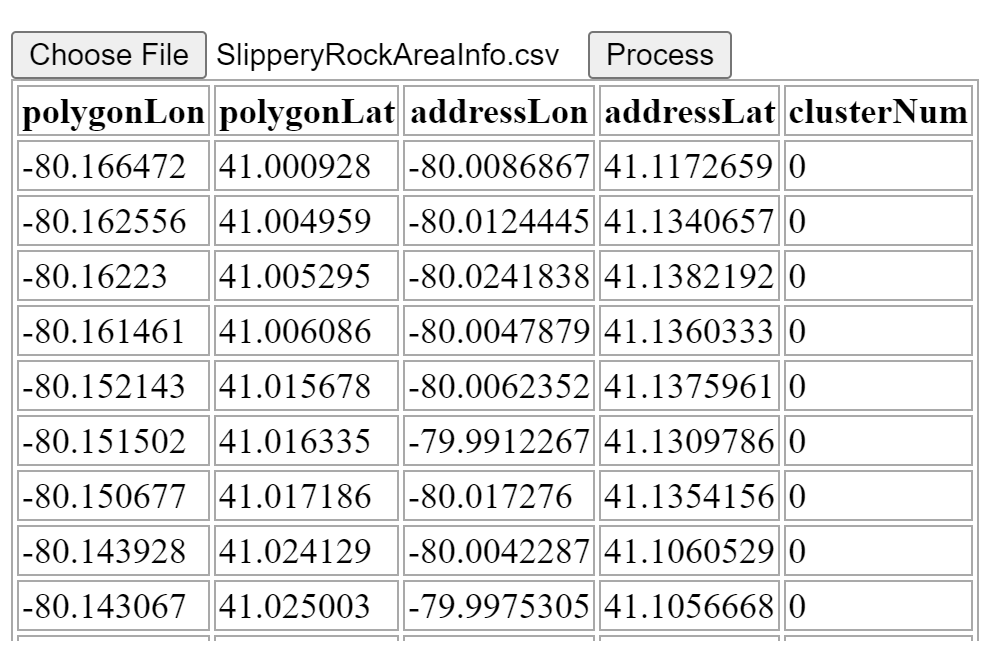 Choose File SlipperyRockAreaInfo.csv Process
polygonLon polygonLat addressLon addressLat clusterNum
-80.166472 41.000928 -80.0086867 41.1172659 0
-80.162556 41.004959 -80.0124445 41.1340657 0
-80.16223 41.005295 -80.0241838 41.1382192 0
-80.161461 41.006086 -80.0047879 41.1360333 0
-80.152143 41.015678 -80.0062352 41.1375961 0
-80.151502 41.016335 -79.9912267 41.1309786 0
-80.150677 41.017186 -80.017276 41.1354156 0
-80.143928 41.024129 -80.0042287 41.1060529 0
-80.143067 41.025003 -79.9975305 41.1056668 0